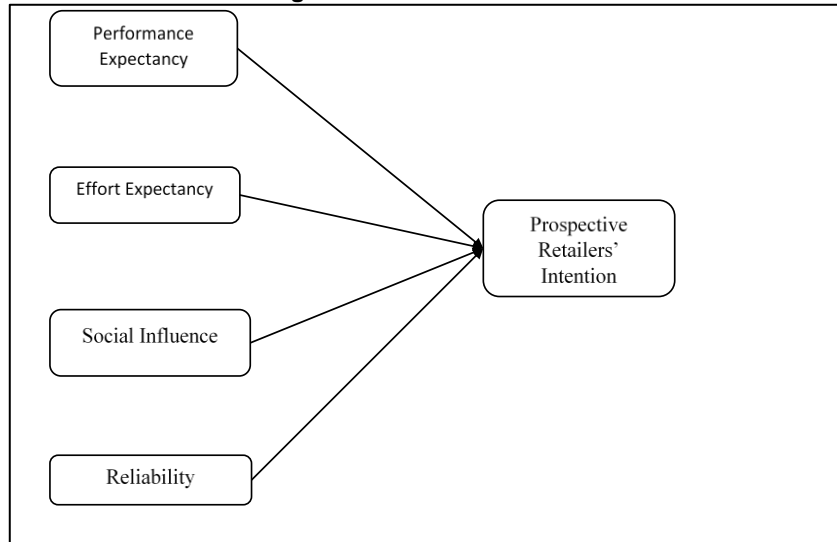 Performance
Expectancy
Effort Expectancy
Prospective
Retailers’
Intention
Social Influence
Reliability